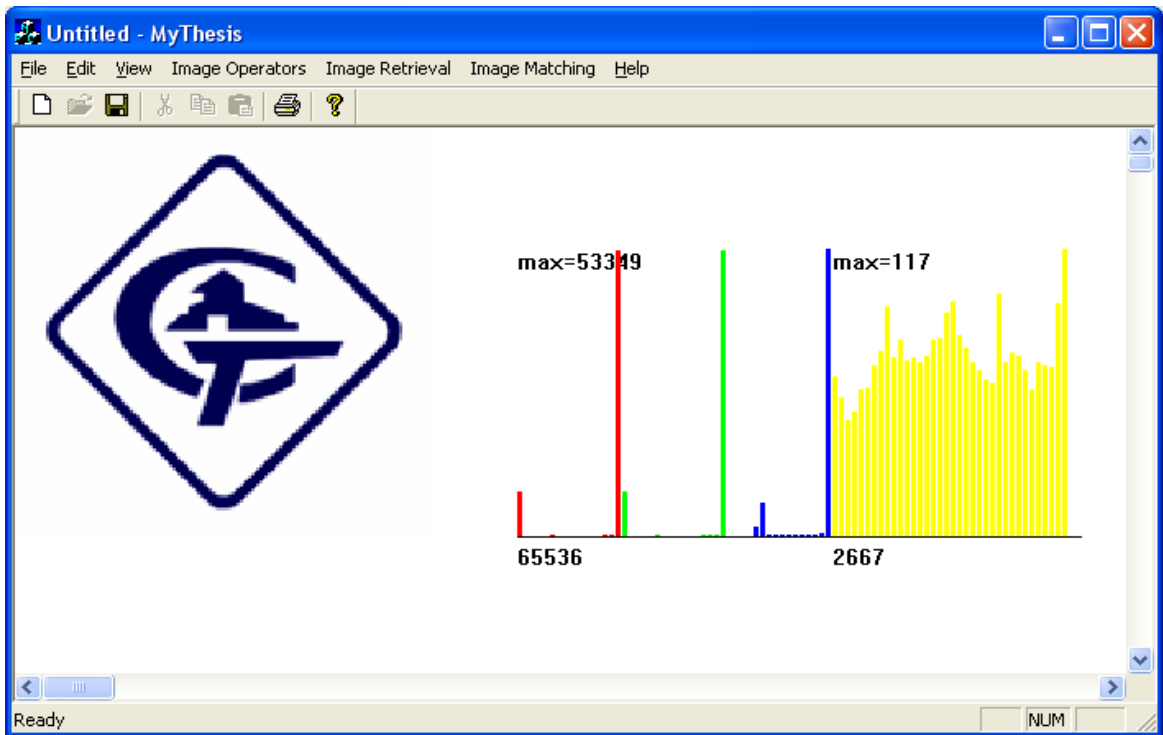 Untitled - MyThesis
File Edit View Image Operators Image Retrieval Image Matching Help
max=53349 max=117
65536 2667
Ready NUM